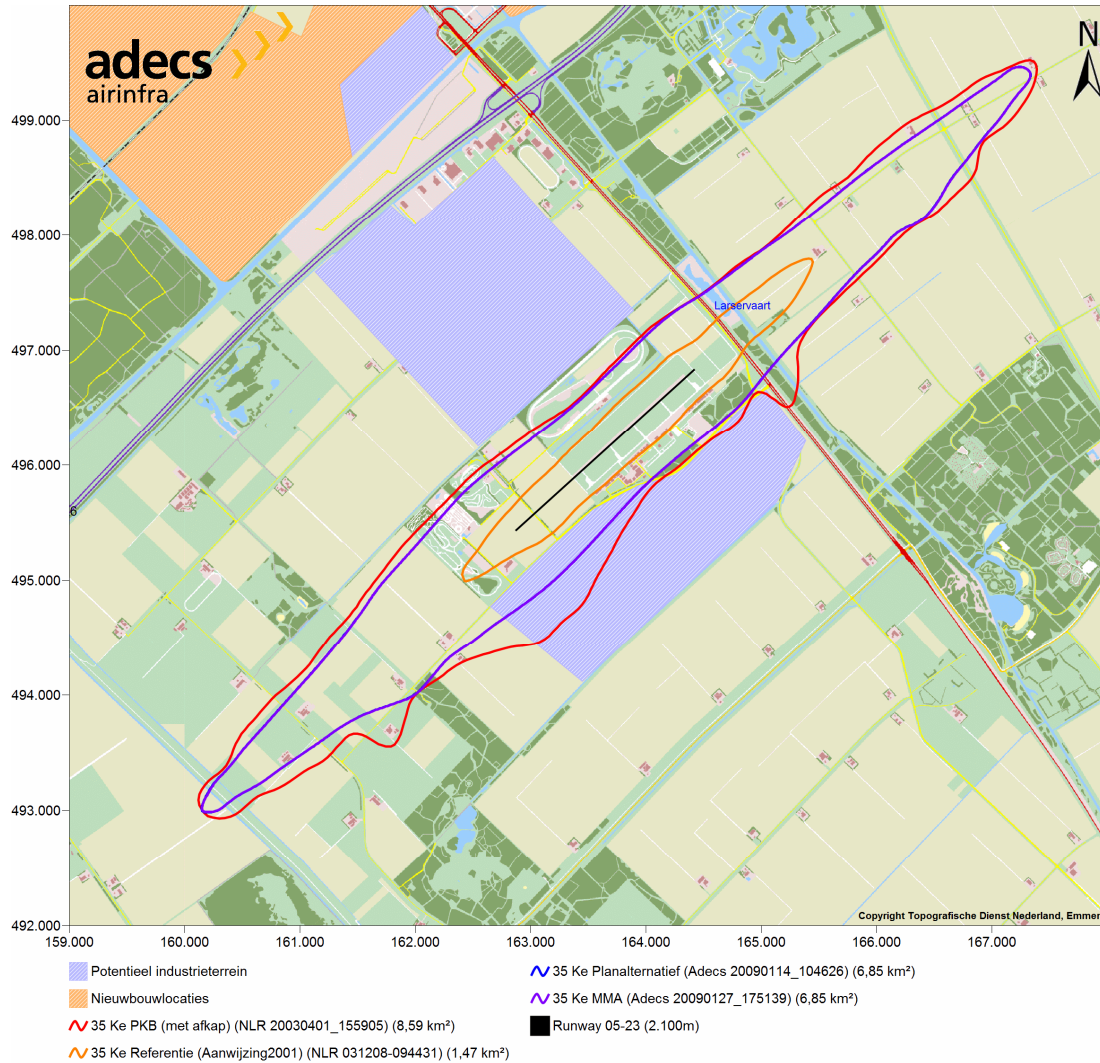 adecs
airinfra
N
499.000
498.000
Larservaart
497.000
496.000
6
495.000
494.000
493.000
492.000
Copyright Topografische Dienst Nederland, Emmen
159.000 160.000 161.000 162.000 163.000 164.000 165.000 166.000 167.000
Potentieel industrieterrein
Nieuwbouwlocaties
35 Ke PKB (met afkap) (NLR 20030401_155905) (8,59 km²)
35 Ke Referentie (Aanwijzing2001) (NLR 031208-094431) (1,47 km²)
35 Ke Planalternatief (Adecs 20090114_104626) (6,85 km²)
35 Ke MMA (Adecs 20090127_175139) (6,85 km²)
Runway 05-23 (2.100m)